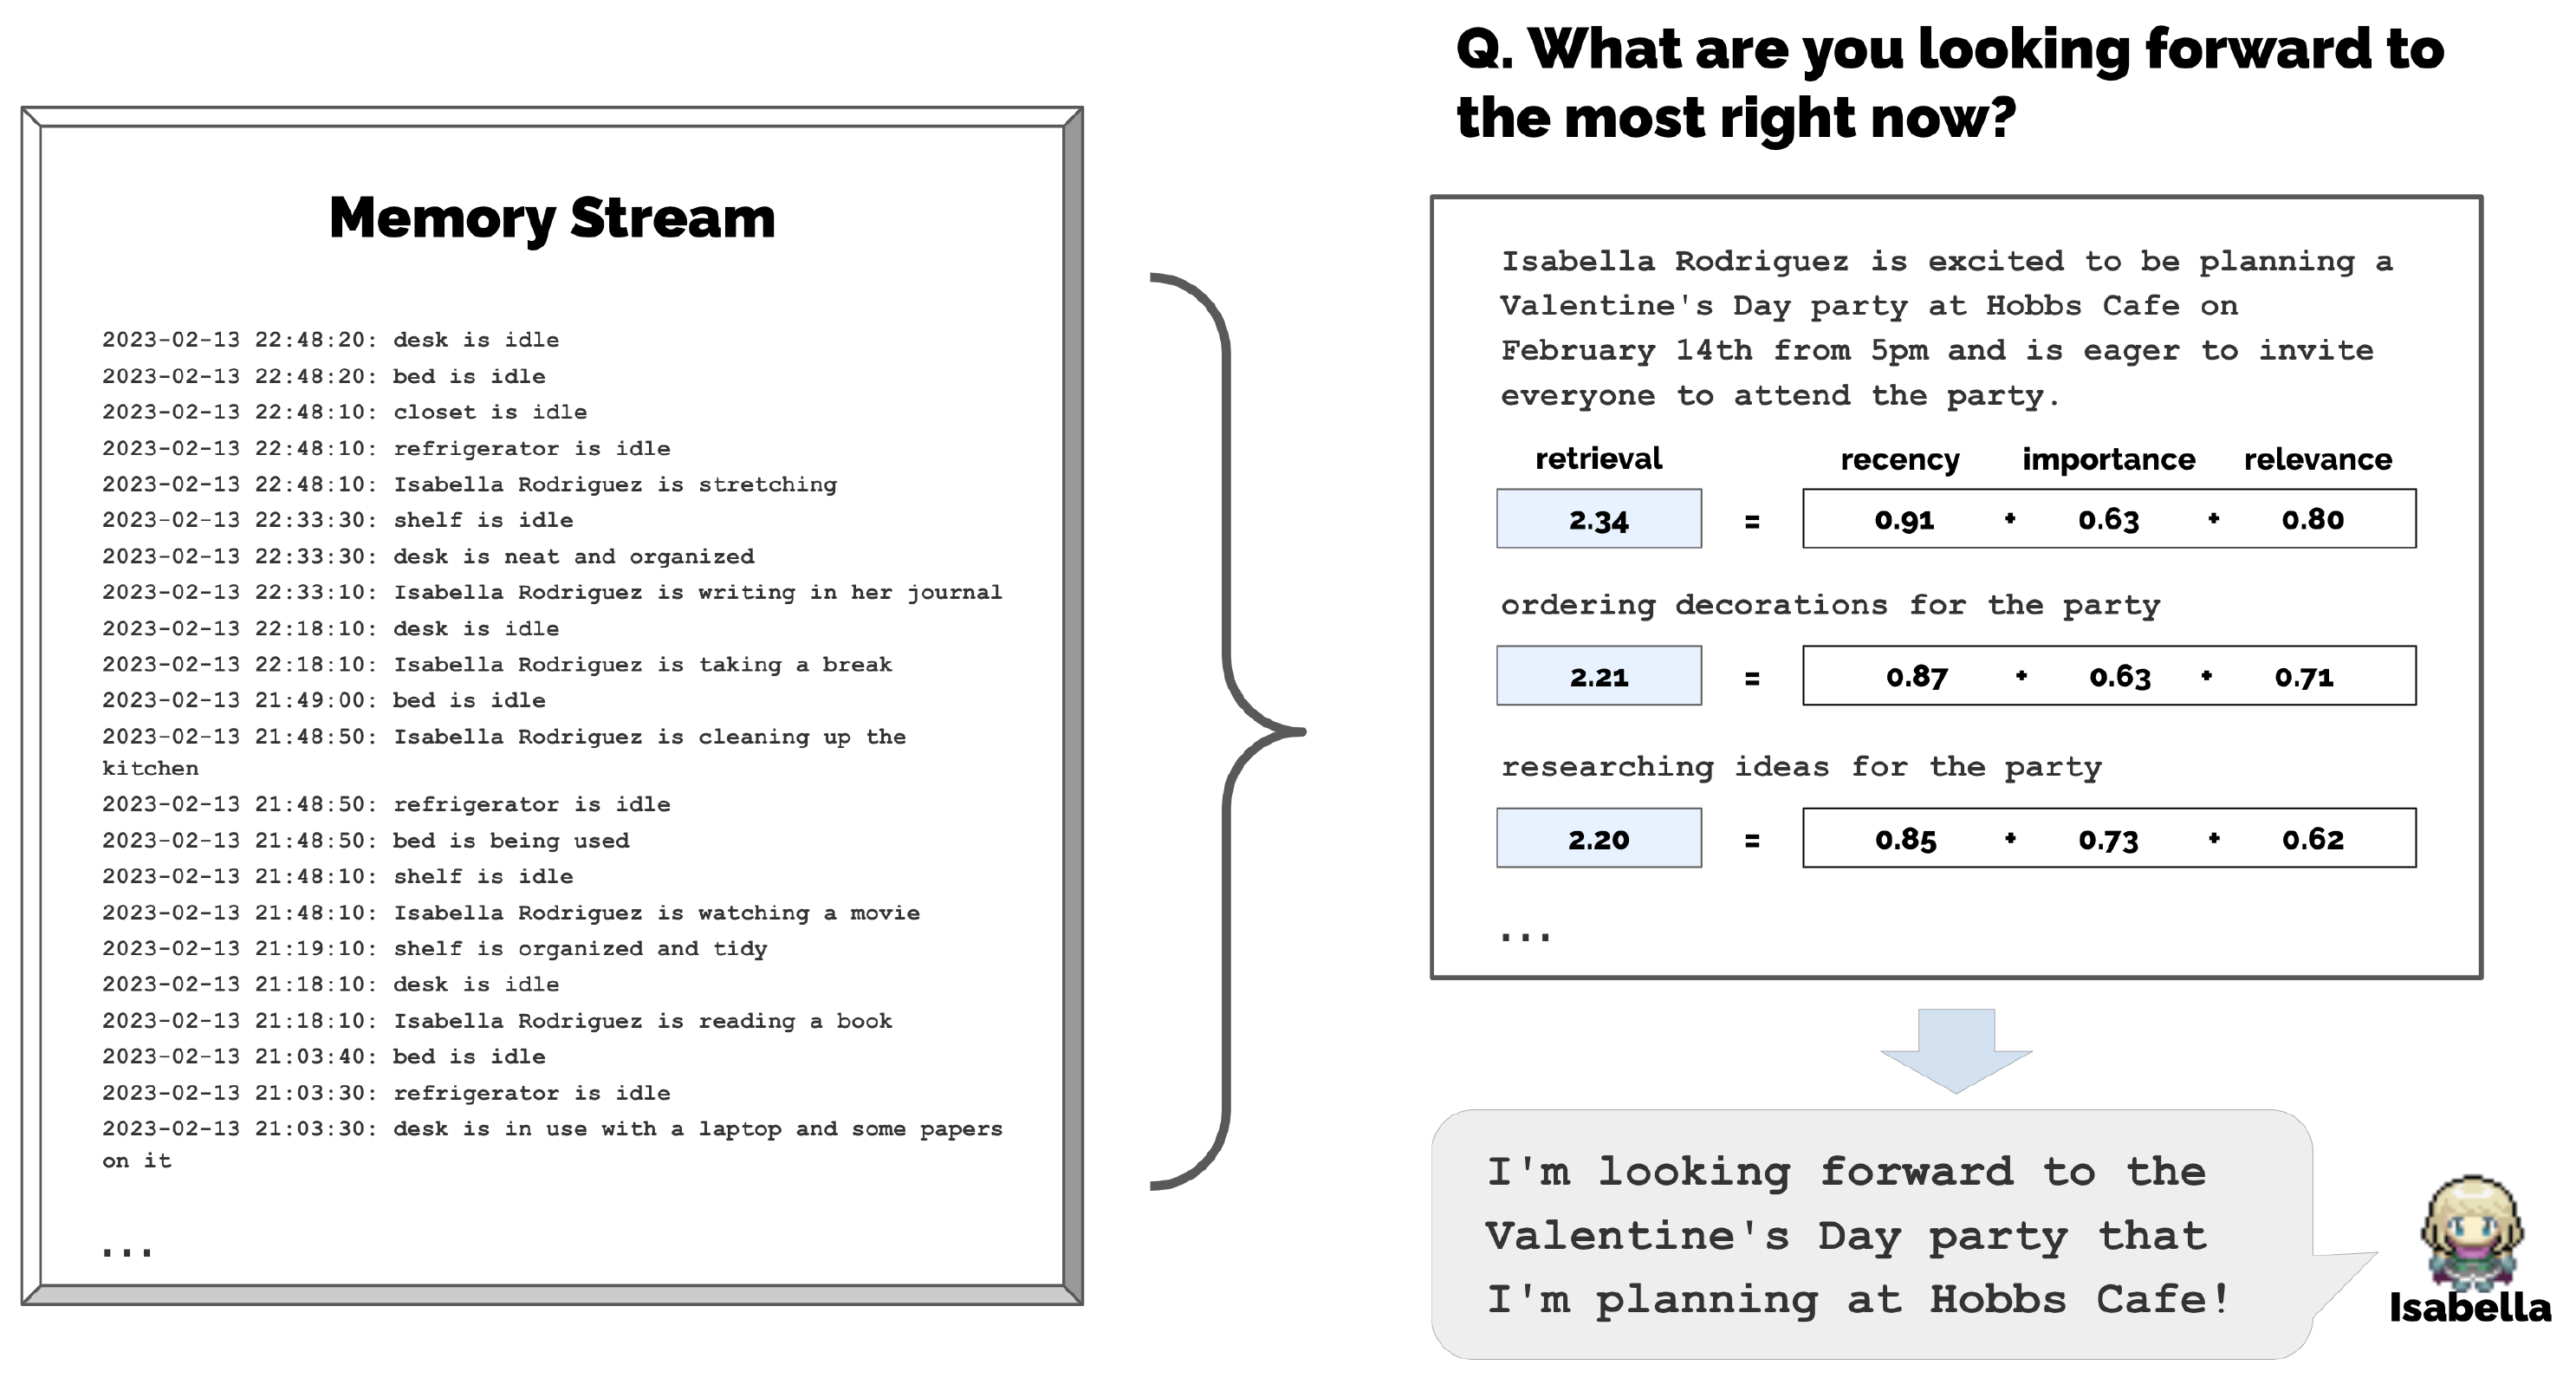 Memory Stream
2023-02-13 22:48:20: desk is idle
2023-02-13 22:48:20: bed is idle
2023-02-13 22:48:10: closet is idle
2023-02-13 22:48:10: refrigerator is idle
2023-02-13 22:48:10: Isabella Rodriguez is stretching
2023-02-13 22:33:30: shelf is idle
2023-02-13 22:33:30: desk is neat and organized
2023-02-13 22:33:10: Isabella Rodriguez is writing in her journal
2023-02-13 22:18:10: desk is idle
2023-02-13 22:18:10: Isabella Rodriguez is taking a break
2023-02-13 21:49:00: bed is idle
2023-02-13 21:48:50: Isabella Rodriguez is cleaning up the
kitchen
2023-02-13 21:48:50: refrigerator is idle
2023-02-13 21:48:50: bed is being used
2023-02-13 21:48:10: shelf is idle
2023-02-13 21:48:10: Isabella Rodriguez is watching a movie
2023-02-13 21:19:10: shelf is organized and tidy
2023-02-13 21:18:10: desk is idle
2023-02-13 21:18:10: Isabella Rodriguez is reading a book
2023-02-13 21:03:40: bed is idle
2023-02-13 21:03:30: refrigerator is idle
2023-02-13 21:03:30: desk is in use with a laptop and some papers
on it
...
Q. What are you looking forward to
the most right now?
Isabella Rodriguez is excited to be planning a
Valentine's Day party at Hobbs Cafe on
February 14th from 5pm and is eager to invite
everyone to attend the party.
retrieval recency importance relevance
2.34 = 0.91 + 0.63 + 0.80
ordering decorations for the party
2.21 = 0.87 + 0.63 + 0.71
researching ideas for the party
2.20 = 0.85 + 0.73 + 0.62
...
I'm looking forward to the
Valentine's Day party that
I'm planning at Hobbs Cafe!
Isabella